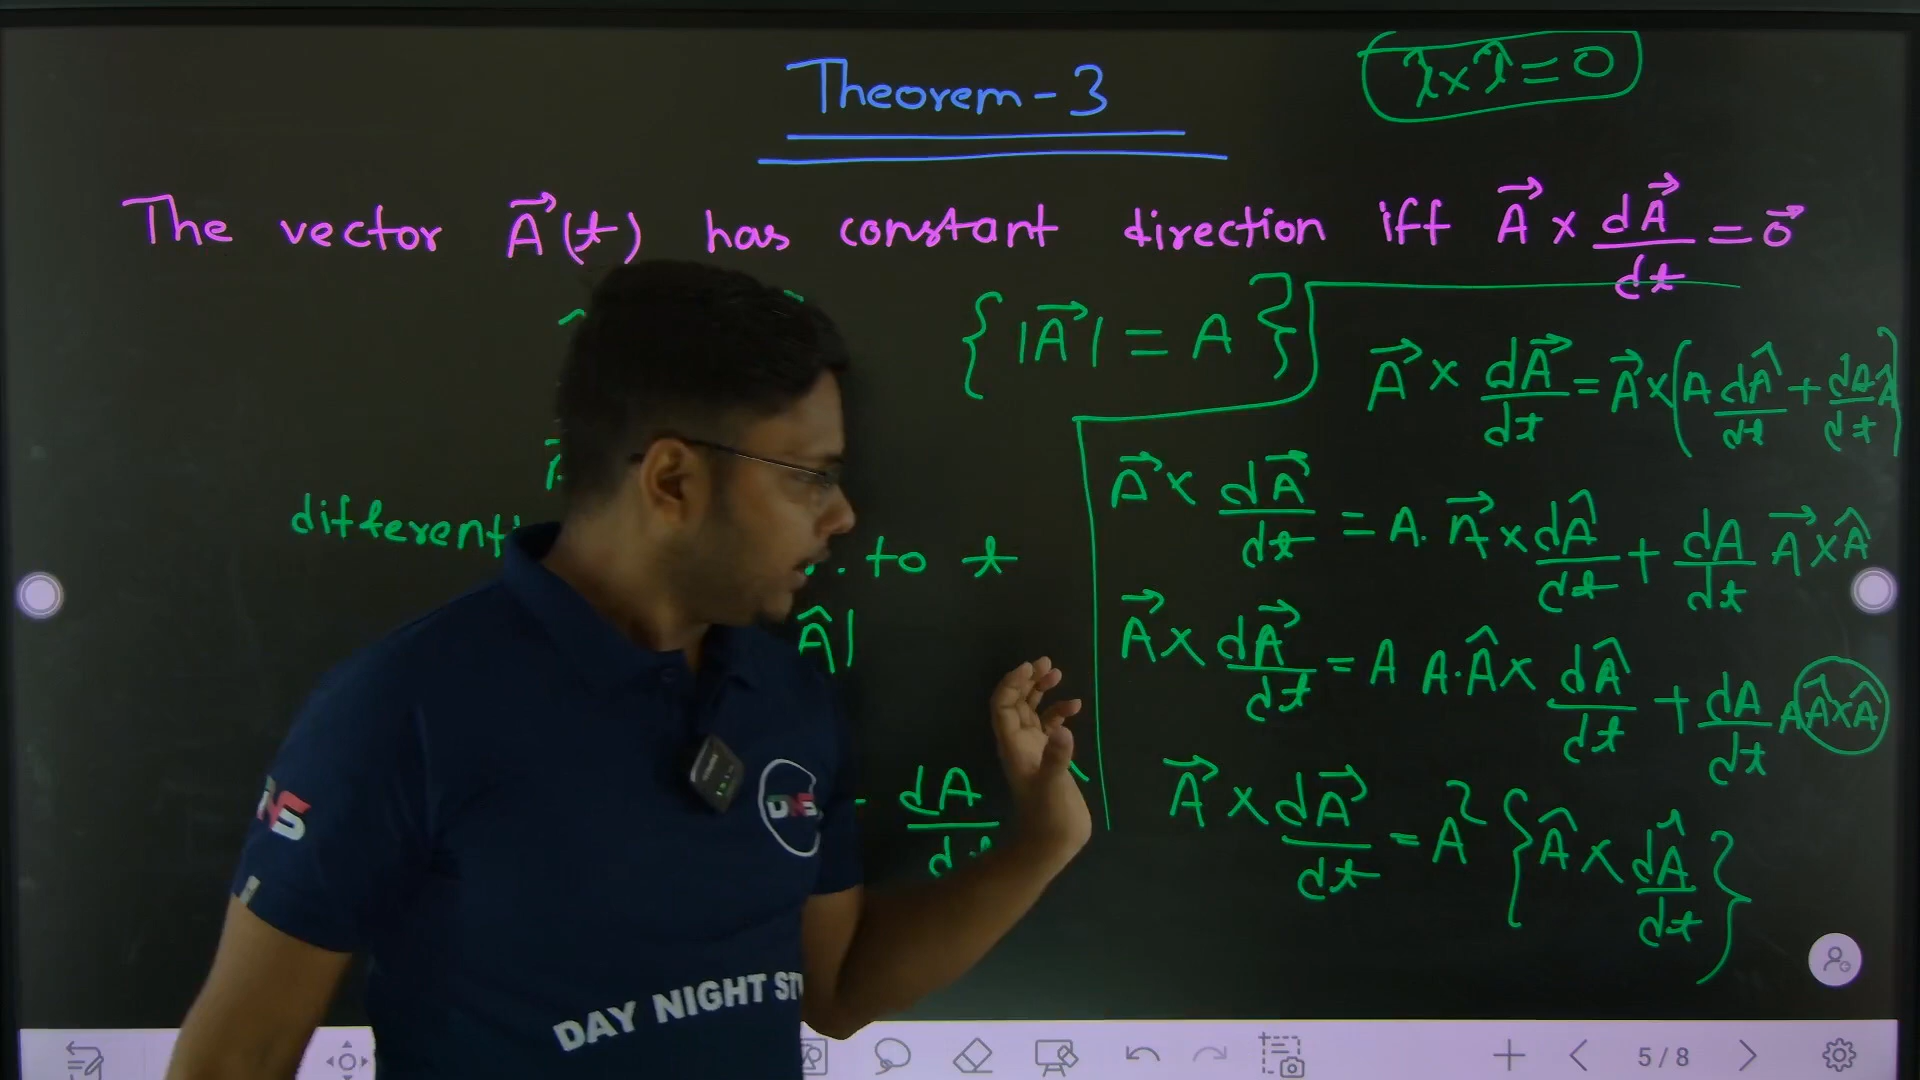 Theorem - 3
î × î = 0
The vector A⃗(t) has constant direction iff A⃗ × dA⃗/dt = 0⃗
{ |A⃗| = A }
A⃗ × dA⃗/dt = A⃗ × (A dÂ/dt + dA/dt Â)
A⃗ × dA⃗/dt = A. A⃗ × dÂ/dt + dA/dt A⃗ × Â
to t
Â|
A⃗ × dA⃗/dt = A A.Â × dÂ/dt + dA/dt A Â × Â
dA
A⃗ × dA⃗/dt = A² { Â × dÂ/dt }
DNS
DAY NIGHT
5 / 8